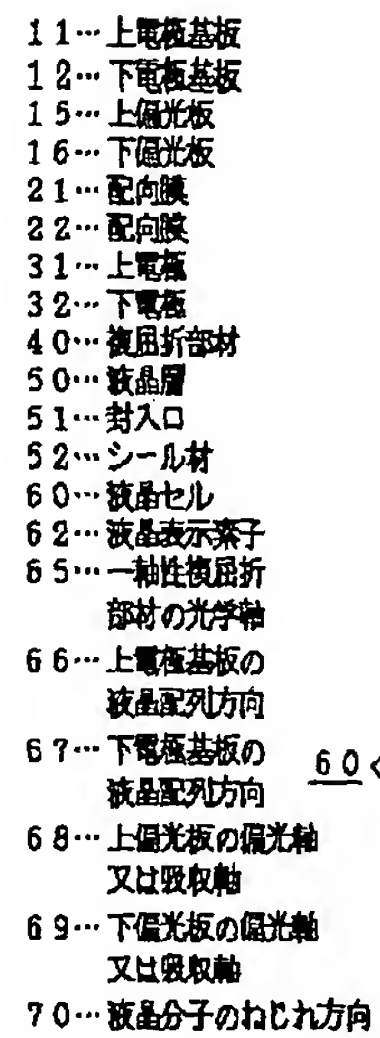 11…上電極基板
12…下電極基板
15…上偏光板
16…下偏光板
21…配向膜
22…配向膜
31…上電極
32…下電極
40…複屈折部材
50…液晶層
51…封入口
52…シール材
60…液晶セル
62…液晶表示素子
65…一軸性複屈折
部材の光学軸
66…上電極基板の
液晶配列方向
67…下電極基板の
液晶配列方向
60
68…上偏光板の偏光軸
又は吸収軸
69…下偏光板の偏光軸
又は吸収軸
70…液晶分子のねじれ方向